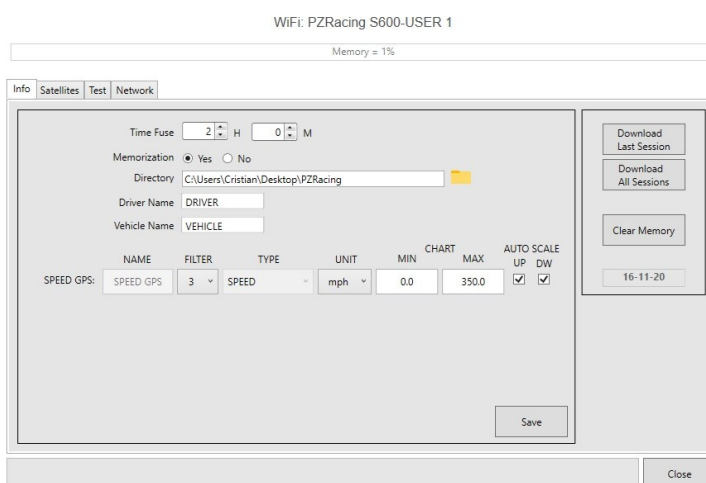 WiFi: PZRacing S600-USER 1
Memory = 1%
Info Satellites Test Network
Time Fuse 2 H 0 M
Memorization Yes No
Directory C:\Users\Cristian\Desktop\PZRacing
Driver Name DRIVER
Vehicle Name VEHICLE
CHART AUTO SCALE
NAME FILTER TYPE UNIT MIN MAX UP DW
SPEED GPS: SPEED GPS 3 SPEED mph 0.0 350.0
Save
Download
Last Session
Download
All Sessions
Clear Memory
16-11-20
Close